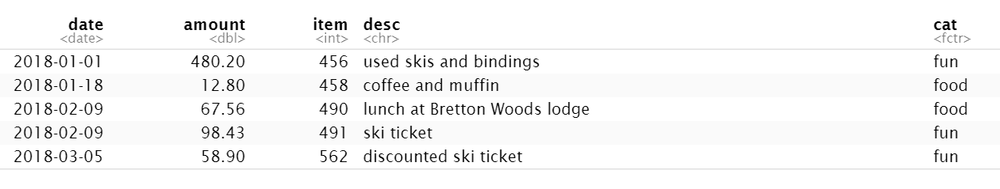 date amount item desc cat
<date> <dbl> <int> <chr> <fctr>
2018-01-01 480.20 456 used skis and bindings fun
2018-01-18 12.80 458 coffee and muffin food
2018-02-09 67.56 490 lunch at Bretton Woods lodge food
2018-02-09 98.43 491 ski ticket fun
2018-03-05 58.90 562 discounted ski ticket fun